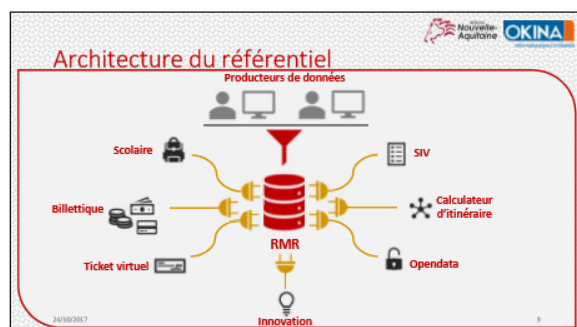 Nouvelle-
Aquitaine
OKINA
Architecture du référentiel
Producteurs de données
Scolaire
SIV
Billettique
Calculateur
d'itinéraire
RMR
Ticket virtuel
Opendata
Innovation
24/10/2017
9